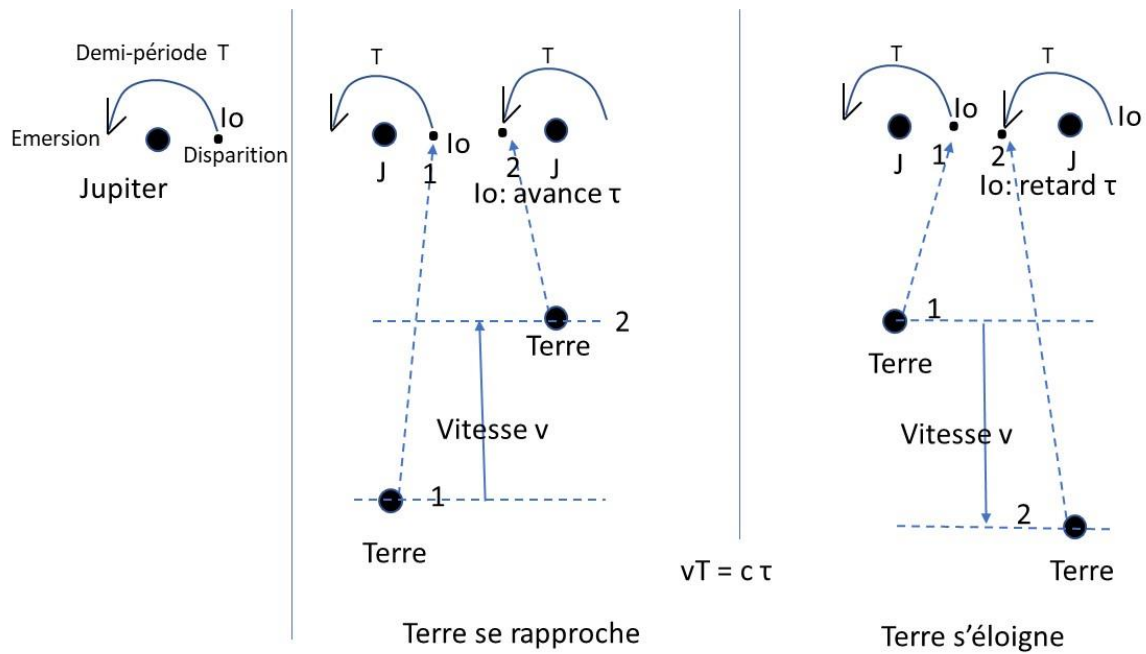 Demi-période T
Io
Emersion
Disparition
Jupiter
T
T
Io
J
1
2
J
Io: avance τ
2
Terre
Vitesse v
1
Terre
Terre se rapproche
T
T
Io
Io
J
1
2
J
Io: retard τ
1
Terre
Vitesse v
2
Terre
vT = c τ
Terre s'éloigne